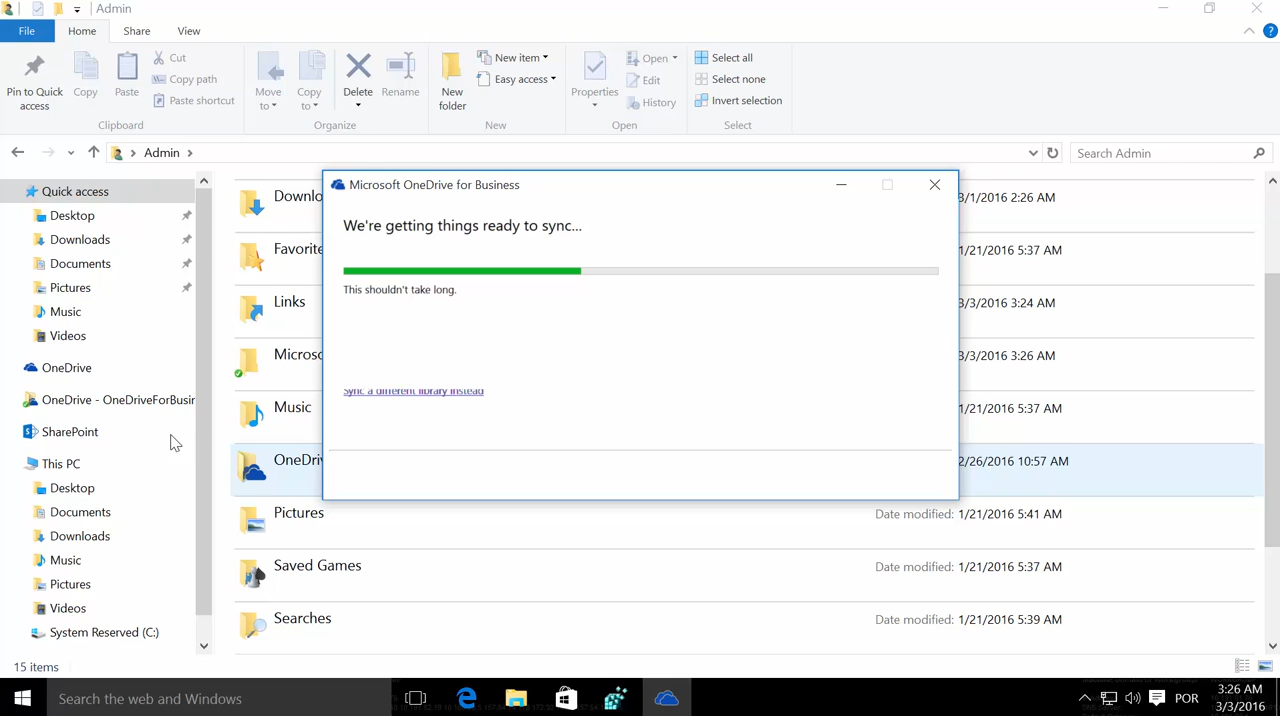 Admin
File Home Share View
Pin to Quick access
Copy
Paste
Cut
Copy path
Paste shortcut
Clipboard
Move to
Copy to
Delete
Rename
Organize
New folder
New item
Easy access
New
Properties
Open
Edit
History
Open
Select all
Select none
Invert selection
Select
Admin
Search Admin
Quick access
Desktop
Downloads
Documents
Pictures
Music
Videos
OneDrive
OneDrive - OneDriveForBusin
SharePoint
This PC
Desktop
Documents
Downloads
Music
Pictures
Videos
System Reserved (C:)
Downlo 3/1/2016 2:26 AM
Favorite 1/21/2016 5:37 AM
Links 3/3/2016 3:24 AM
Microso 3/3/2016 3:26 AM
Music 1/21/2016 5:37 AM
OneDri 2/26/2016 10:57 AM
Pictures Date modified: 1/21/2016 5:41 AM
Saved Games Date modified: 1/21/2016 5:37 AM
Searches Date modified: 1/21/2016 5:39 AM
Microsoft OneDrive for Business
We're getting things ready to sync...
This shouldn't take long.
Sync a different library instead
15 items
Search the web and Windows
POR
3:26 AM
3/3/2016